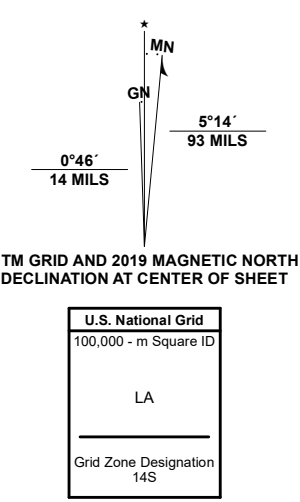 ★
MN
GN
5°14´
93 MILS
0°46´
14 MILS
TM GRID AND 2019 MAGNETIC NORTH
DECLINATION AT CENTER OF SHEET
U.S. National Grid
100,000 - m Square ID
LA
Grid Zone Designation
14S